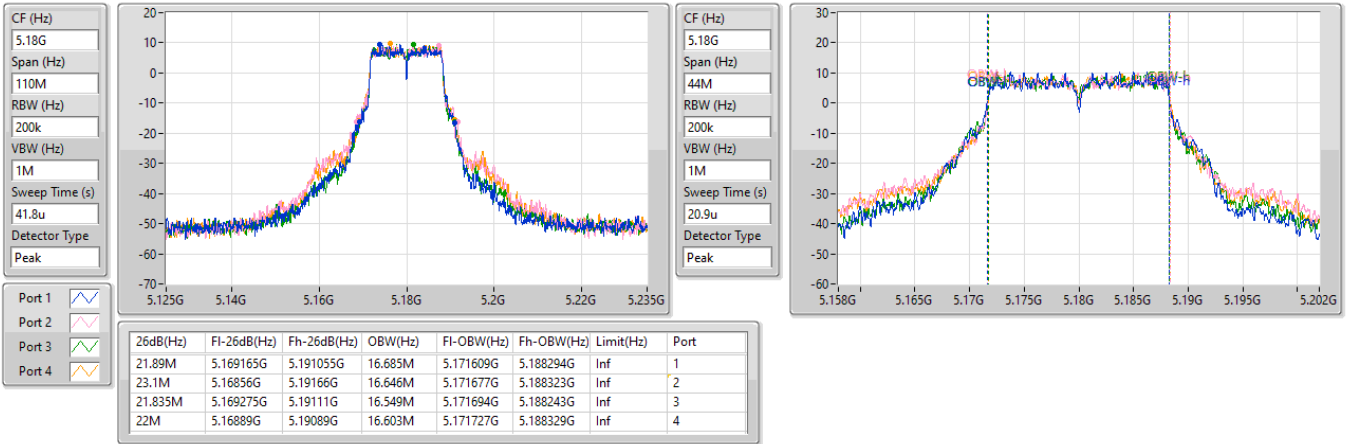 CF (Hz)
5.18G
Span (Hz)
110M
RBW (Hz)
200k
VBW (Hz)
1M
Sweep Time (s)
41.8u
Detector Type
Peak
20
10
0
-10
-20
-30
-40
-50
-60
-70
5.125G 5.14G 5.16G 5.18G 5.2G 5.22G 5.235G
CF (Hz)
5.18G
Span (Hz)
44M
RBW (Hz)
200k
VBW (Hz)
1M
Sweep Time (s)
20.9u
Detector Type
Peak
30
20
10
0
-10
-20
-30
-40
-50
-60
5.158G 5.165G 5.17G 5.175G 5.18G 5.185G 5.19G 5.195G 5.202G
Port 1
Port 2
Port 3
Port 4
26dB(Hz) Fl-26dB(Hz) Fh-26dB(Hz) OBW(Hz) Fl-OBW(Hz) Fh-OBW(Hz) Limit(Hz) Port
21.89M 5.169165G 5.191055G 16.685M 5.171609G 5.188294G Inf 1
23.1M 5.16856G 5.19166G 16.646M 5.171677G 5.188323G Inf 2
21.835M 5.169275G 5.19111G 16.549M 5.171694G 5.188243G Inf 3
22M 5.16889G 5.19089G 16.603M 5.171727G 5.188329G Inf 4